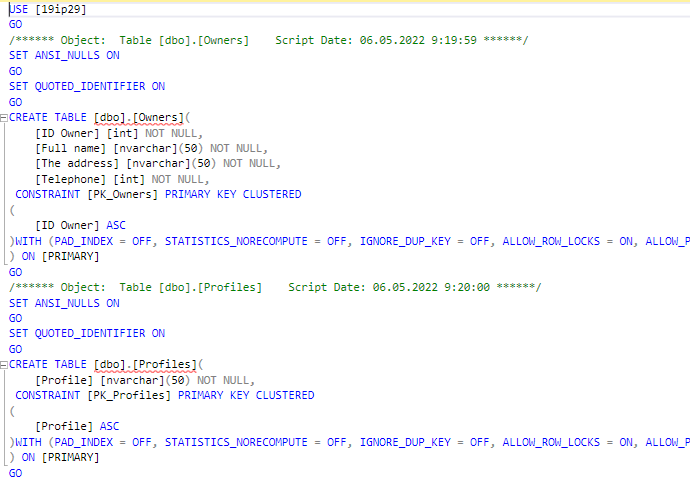 USE [19ip29]
GO
/****** Object:  Table [dbo].[Owners]    Script Date: 06.05.2022 9:19:59 ******/
SET ANSI_NULLS ON
GO
SET QUOTED_IDENTIFIER ON
GO
CREATE TABLE [dbo].[Owners](
    [ID Owner] [int] NOT NULL,
    [Full name] [nvarchar](50) NOT NULL,
    [The address] [nvarchar](50) NOT NULL,
    [Telephone] [int] NOT NULL,
 CONSTRAINT [PK_Owners] PRIMARY KEY CLUSTERED
(
    [ID Owner] ASC
)WITH (PAD_INDEX = OFF, STATISTICS_NORECOMPUTE = OFF, IGNORE_DUP_KEY = OFF, ALLOW_ROW_LOCKS = ON, ALLOW_P
) ON [PRIMARY]
GO
/****** Object:  Table [dbo].[Profiles]    Script Date: 06.05.2022 9:20:00 ******/
SET ANSI_NULLS ON
GO
SET QUOTED_IDENTIFIER ON
GO
CREATE TABLE [dbo].[Profiles](
    [Profile] [nvarchar](50) NOT NULL,
 CONSTRAINT [PK_Profiles] PRIMARY KEY CLUSTERED
(
    [Profile] ASC
)WITH (PAD_INDEX = OFF, STATISTICS_NORECOMPUTE = OFF, IGNORE_DUP_KEY = OFF, ALLOW_ROW_LOCKS = ON, ALLOW_P
) ON [PRIMARY]
GO